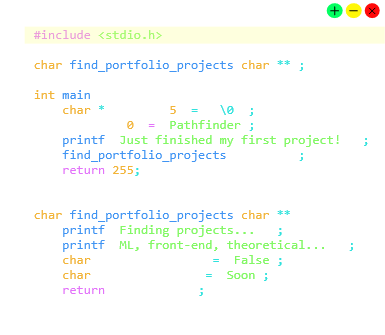 #include <stdio.h>
char find_portfolio_projects char ** ;
int main
char * 5 = \0 ;
0 = Pathfinder ;
printf Just finished my first project! ;
find_portfolio_projects ;
return 255;
char find_portfolio_projects char **
printf Finding projects... ;
printf ML, front-end, theoretical... ;
char = False ;
char = Soon ;
return ;